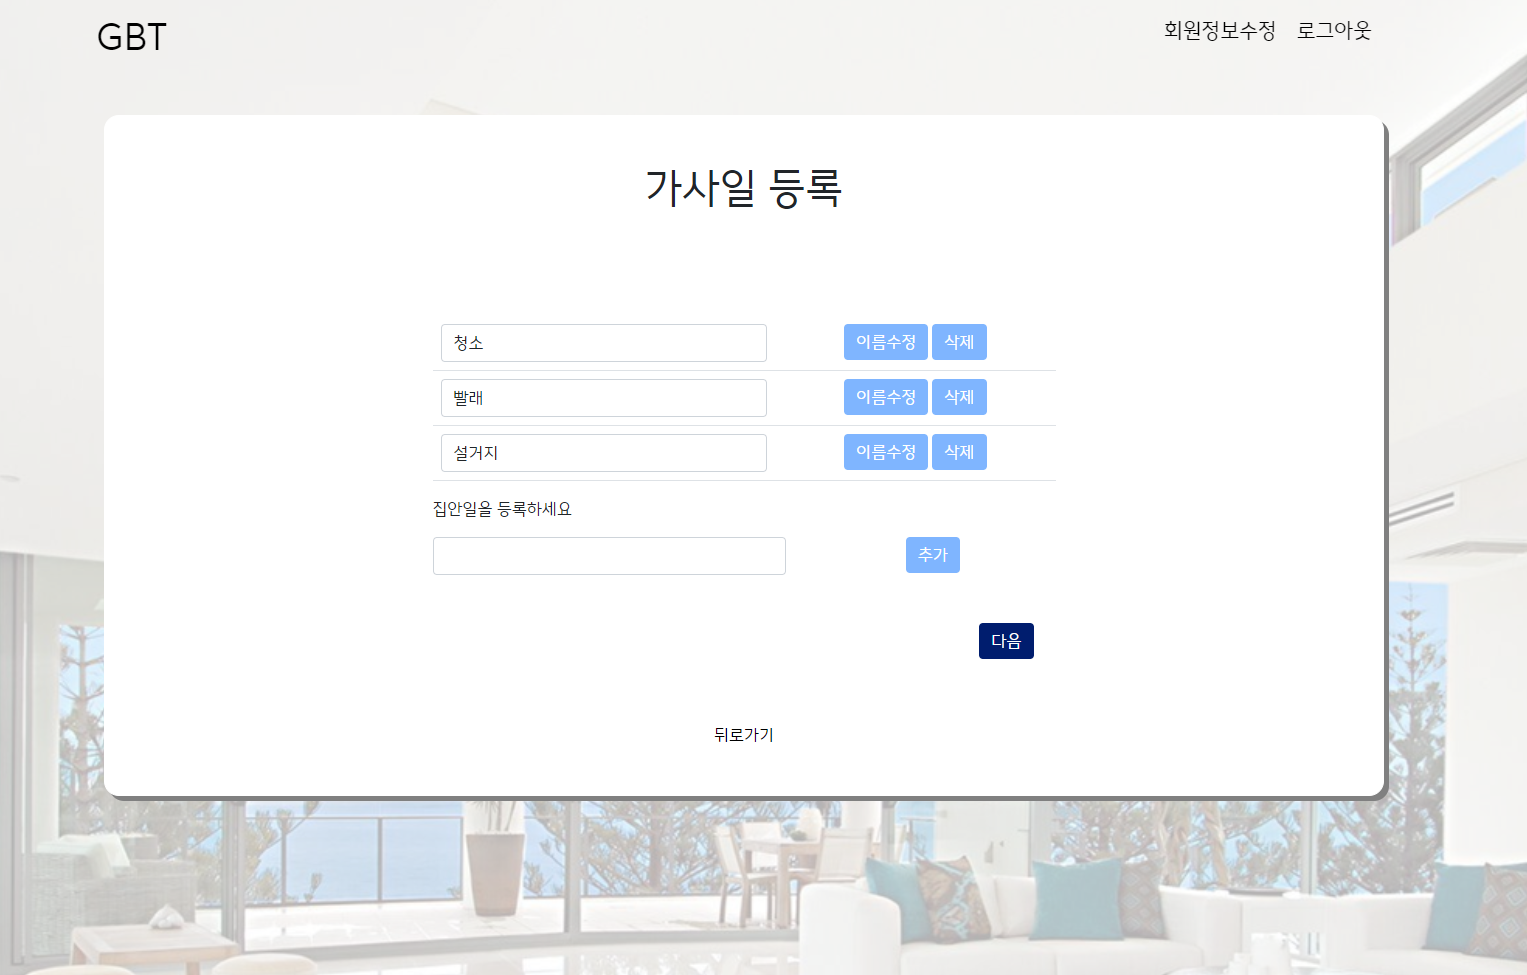 GBT 회원정보수정 로그아웃
가사일 등록
청소 이름수정 삭제
빨래 이름수정 삭제
설거지 이름수정 삭제
집안일을 등록하세요
추가
다음
뒤로가기